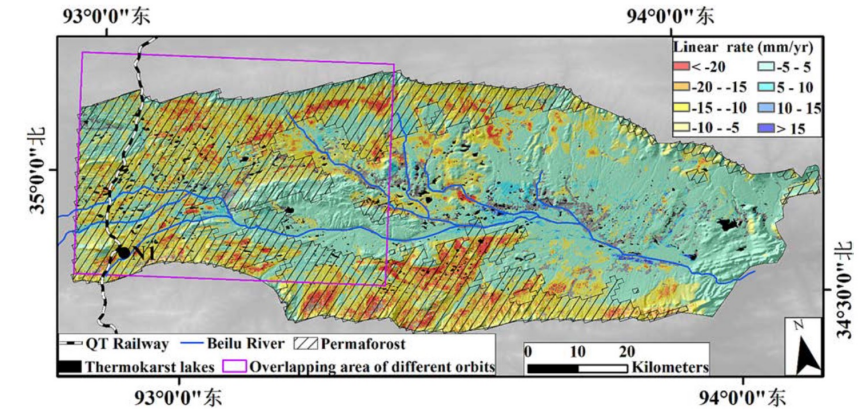 93°0'0"东
94°0'0"东
Linear rate (mm/yr)
< -20
-5 - 5
-20 - -15
5 - 10
-15 - -10
10 - 15
-10 - -5
> 15
35°0'0"北
N1
34°30'0"北
QT Railway
Beilu River
Permaforost
Thermokarst lakes
Overlapping area of different orbits
0 10 20
Kilometers
N
93°0'0"东
94°0'0"东